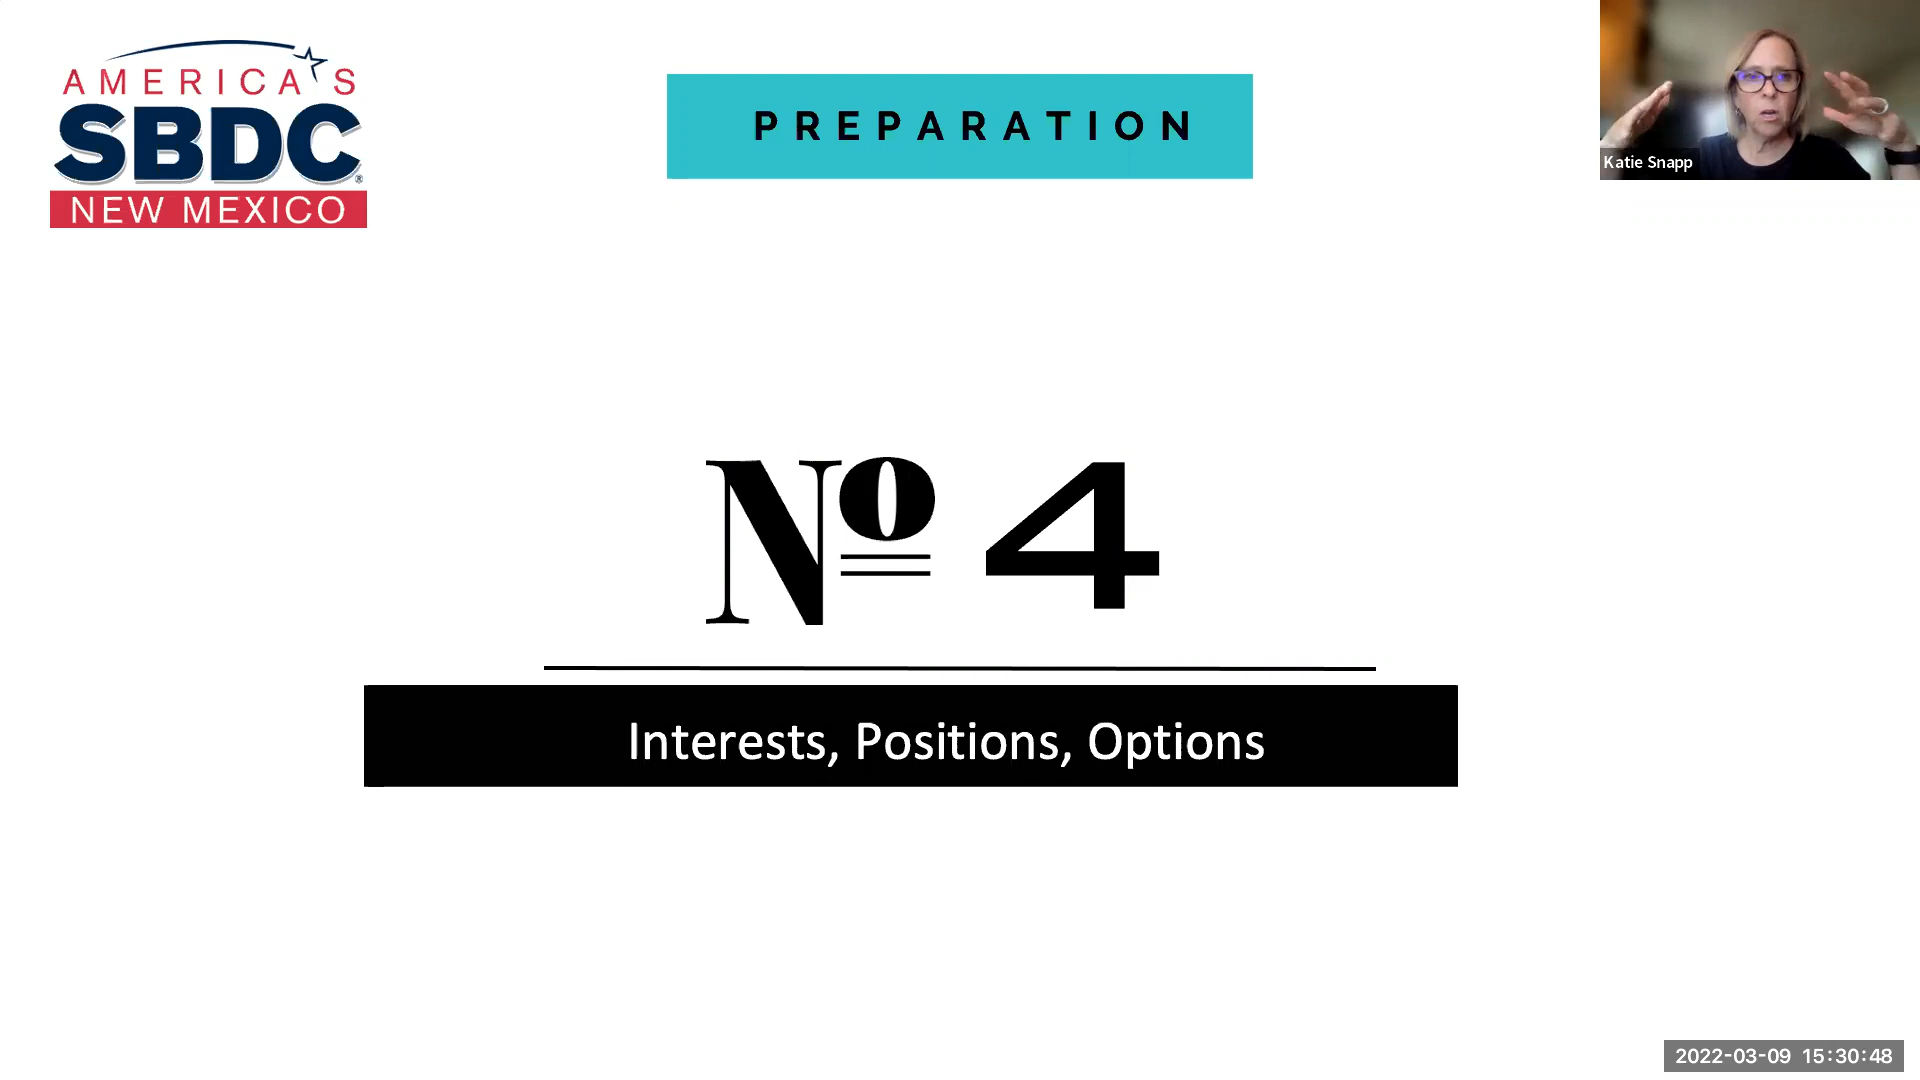 AMERICA'S
SBDC
NEW MEXICO
PREPARATION
Katie Snapp
Nº 4
Interests, Positions, Options
2022-03-09 15:30:48